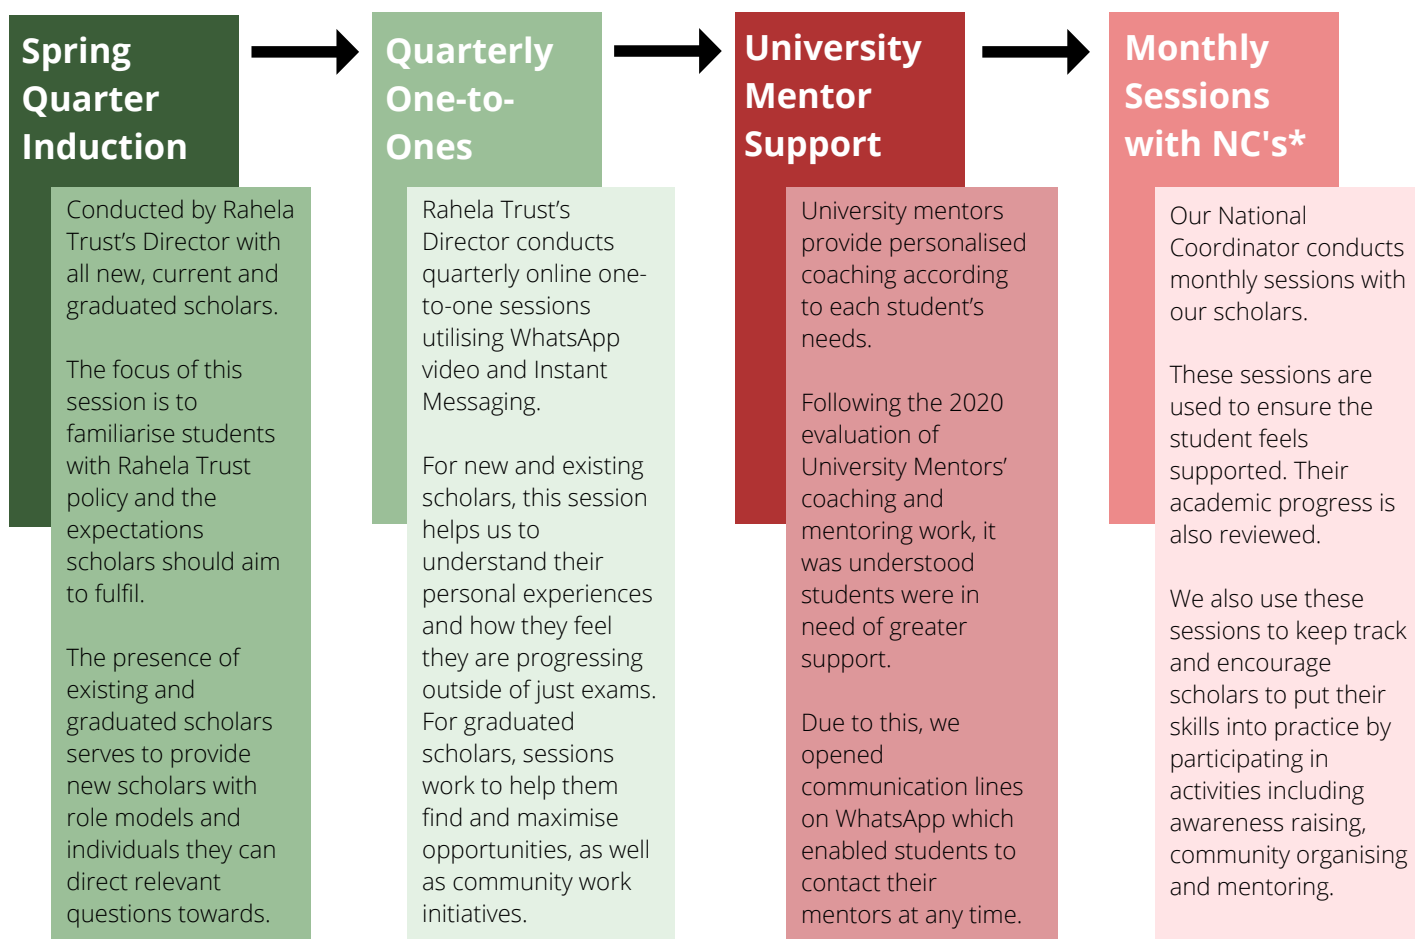 Spring
Quarter
Induction
Conducted by Rahela
Trust's Director with
all new, current and
graduated scholars.
The focus of this
session is to
familiarise students
with Rahela Trust
policy and the
expectations
scholars should aim
to fulfil.
The presence of
existing and
graduated scholars
serves to provide
new scholars with
role models and
individuals they can
direct relevant
questions towards.
Quarterly
One-to-
Ones
Rahela Trust's
Director conducts
quarterly online one-
to-one sessions
utilising WhatsApp
video and Instant
Messaging.
For new and existing
scholars, this session
helps us to
understand their
personal experiences
and how they feel
they are progressing
outside of just exams.
For graduated
scholars, sessions
work to help them
find and maximise
opportunities, as well
as community work
initiatives.
University
Mentor
Support
University mentors
provide personalised
coaching according
to each student's
needs.
Following the 2020
evaluation of
University Mentors'
coaching and
mentoring work, it
was understood
students were in
need of greater
support.
Due to this, we
opened
communication lines
on WhatsApp which
enabled students to
contact their
mentors at any time.
Monthly
Sessions
with NC's*
Our National
Coordinator conducts
monthly sessions with
our scholars.
These sessions are
used to ensure the
student feels
supported. Their
academic progress is
also reviewed.
We also use these
sessions to keep track
and encourage
scholars to put their
skills into practice by
participating in
activities including
awareness raising,
community organising
and mentoring.